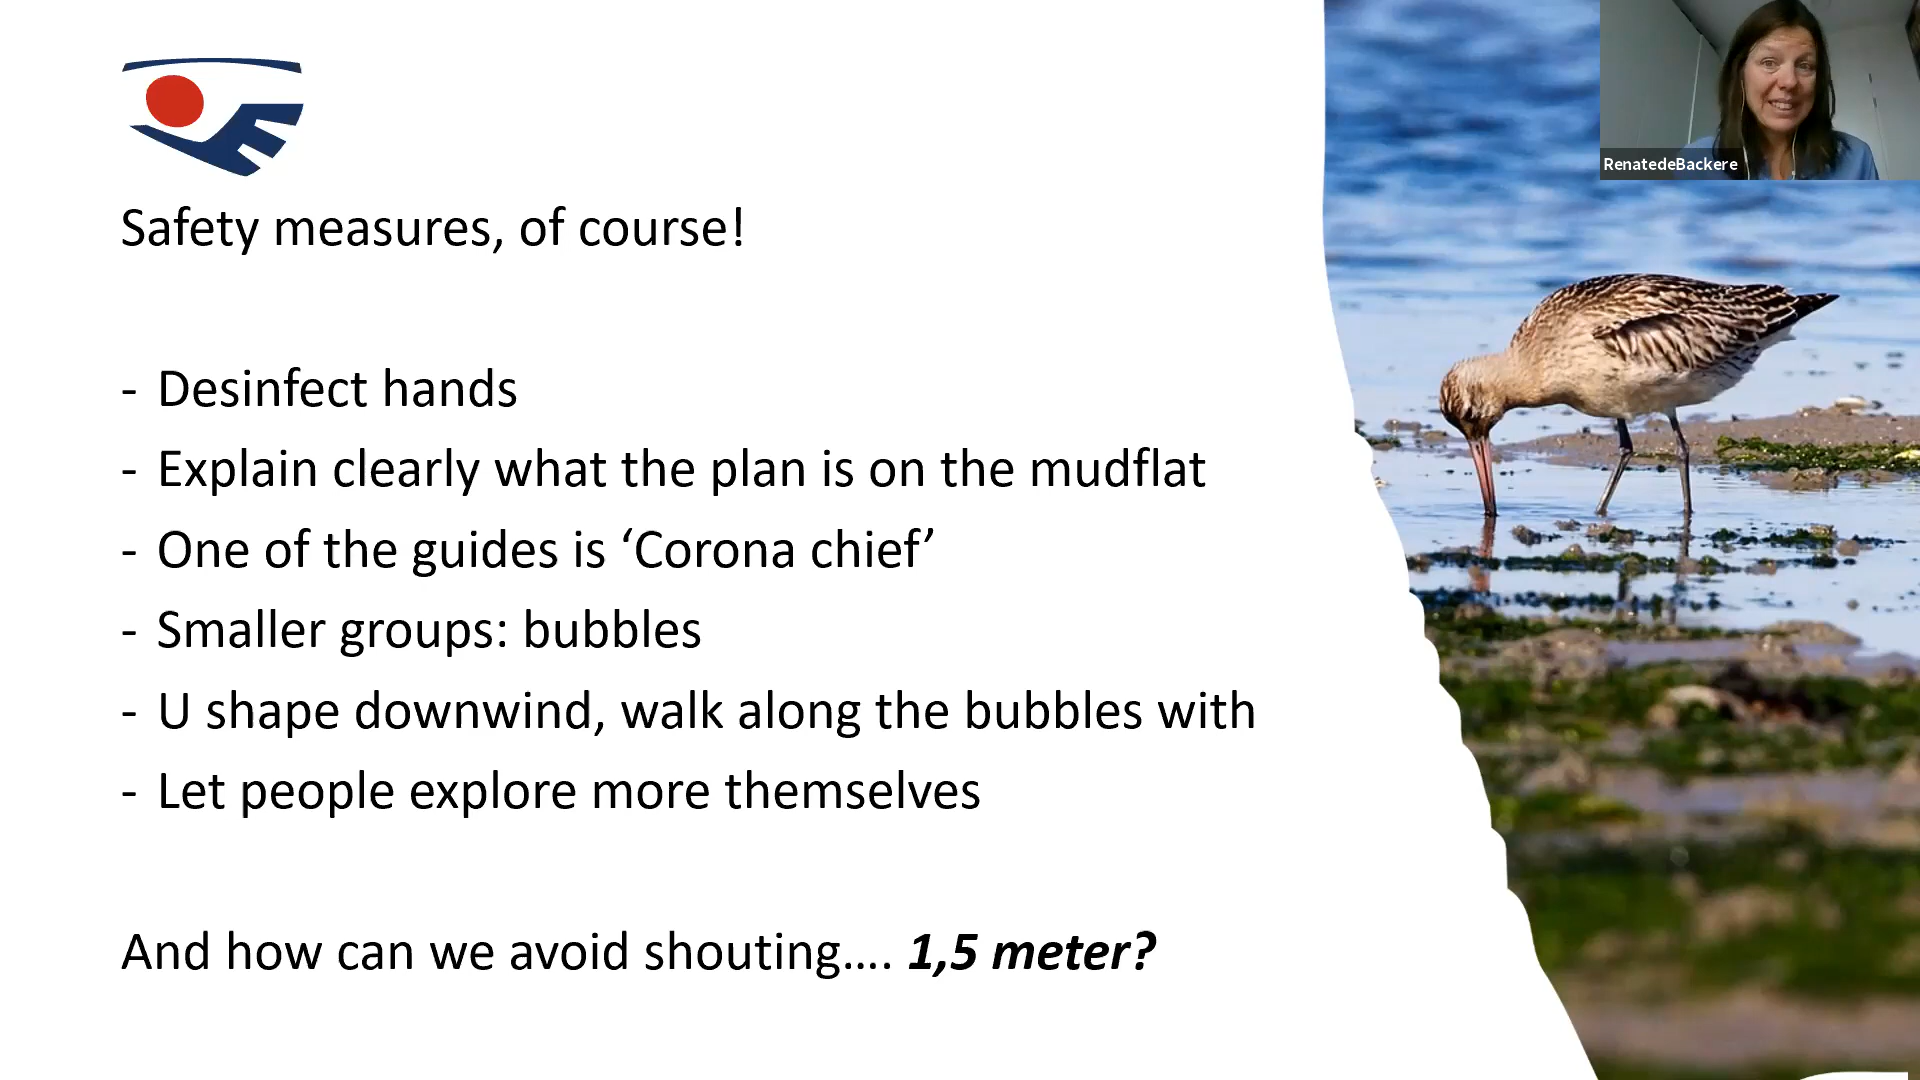 RenatedeBackere
Safety measures, of course!
- Desinfect hands
- Explain clearly what the plan is on the mudflat
- One of the guides is ‘Corona chief’
- Smaller groups: bubbles
- U shape downwind, walk along the bubbles with
- Let people explore more themselves
And how can we avoid shouting.... 1,5 meter?